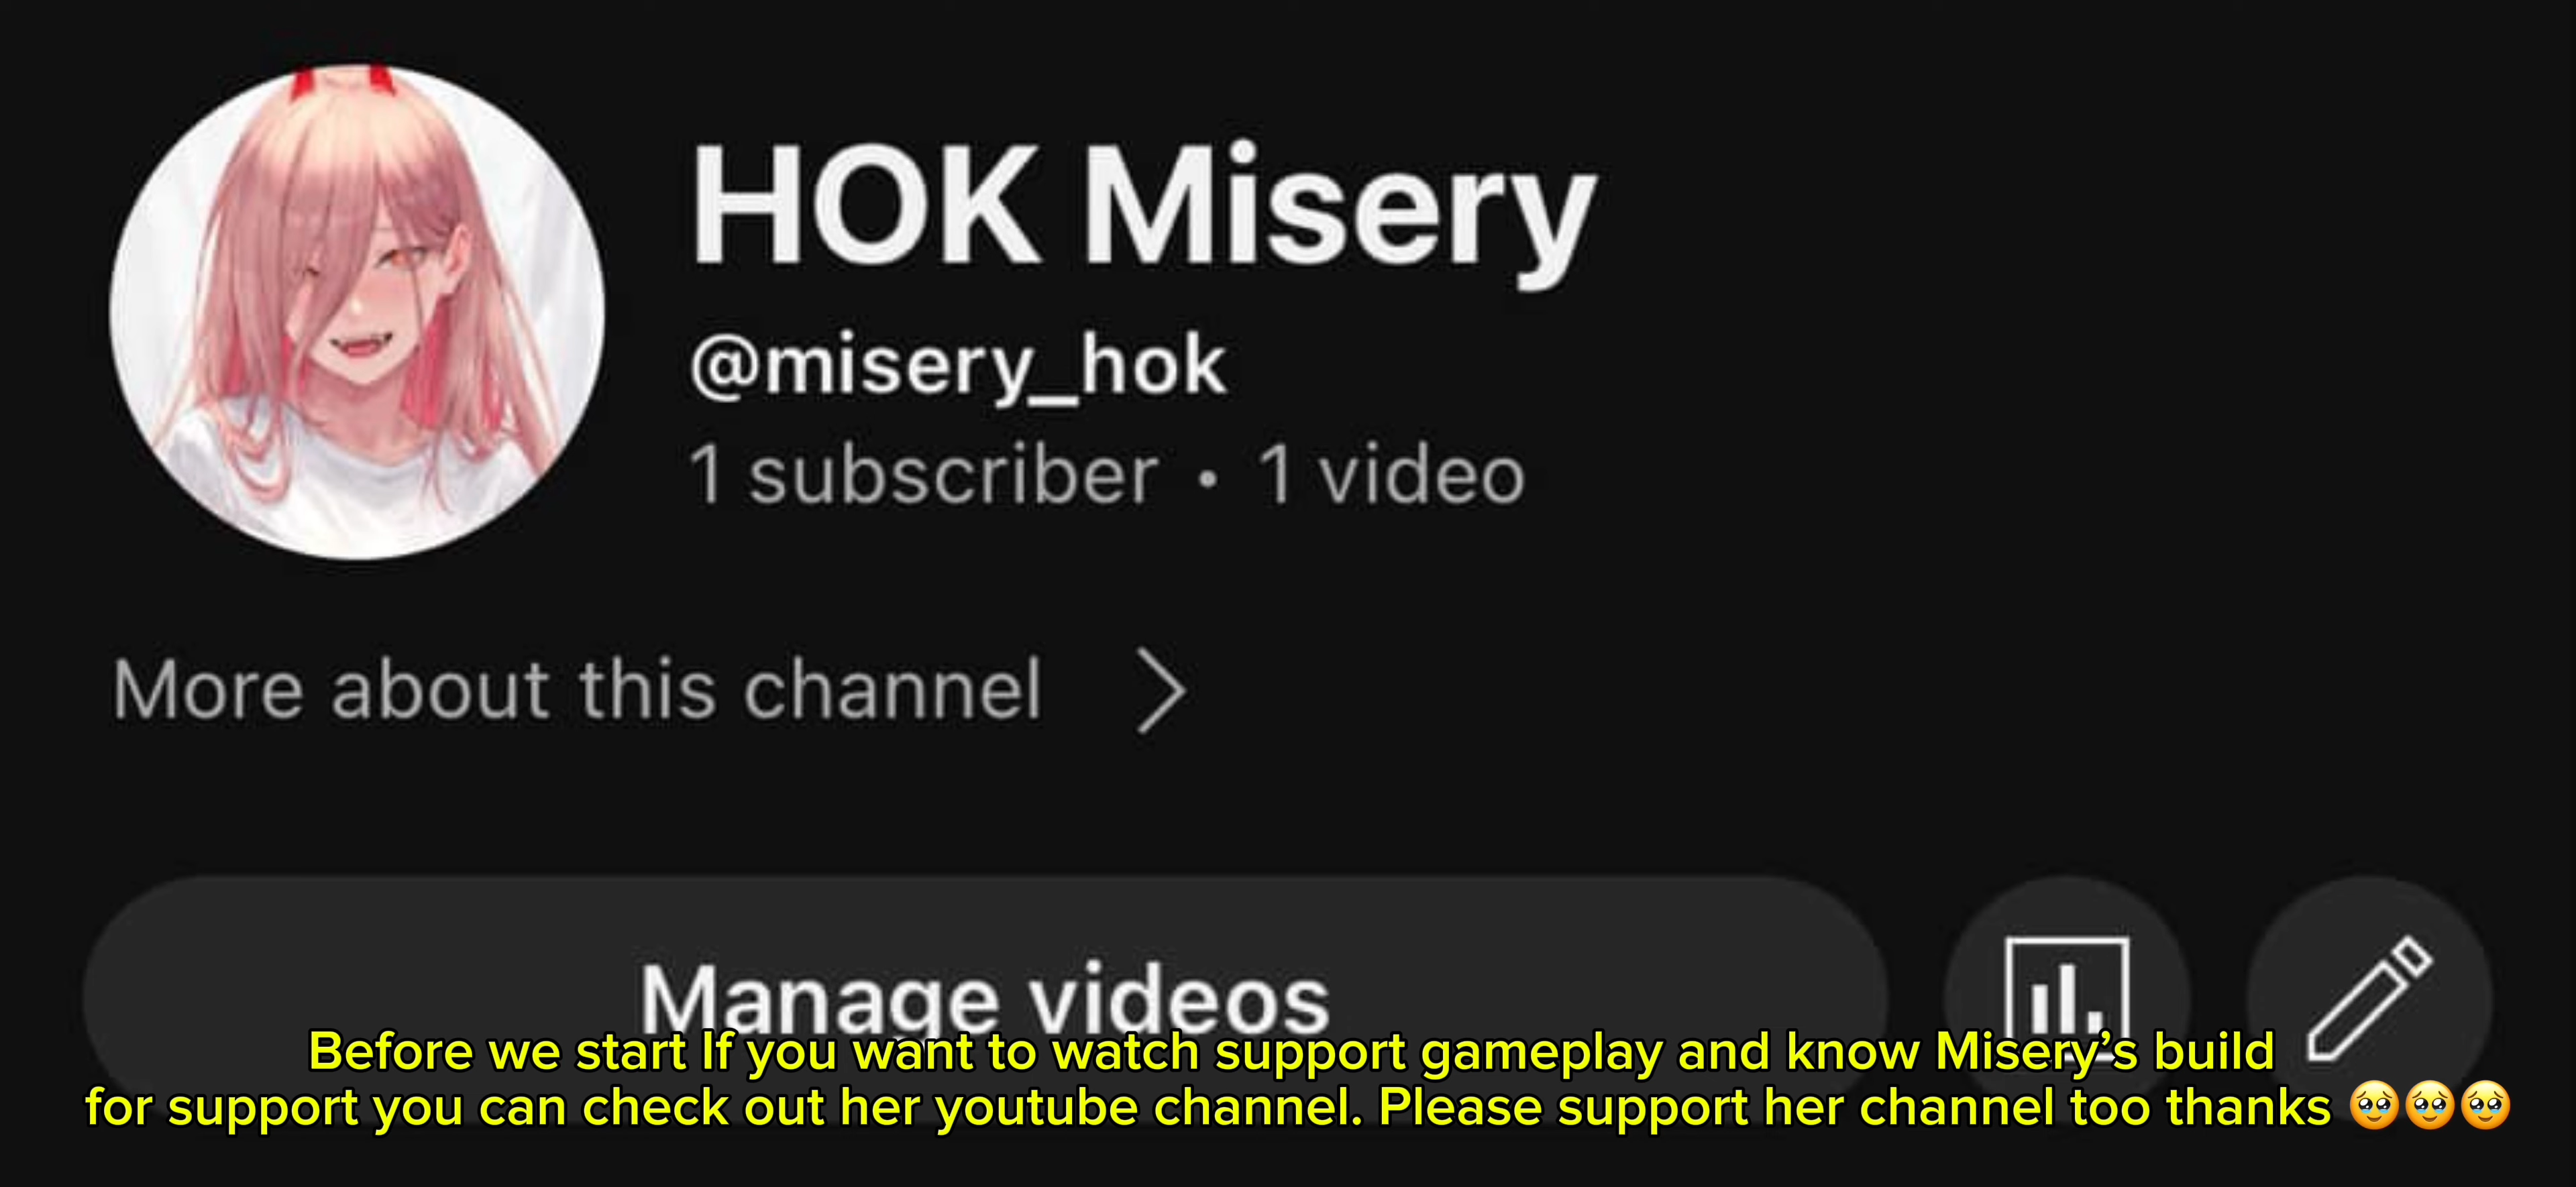 HOK Misery
@misery_hok
1 subscriber • 1 video
More about this channel
Manage videos
Before we start If you want to watch support gameplay and know Misery’s build
for support you can check out her youtube channel. Please support her channel too thanks 🥹🥹🥹